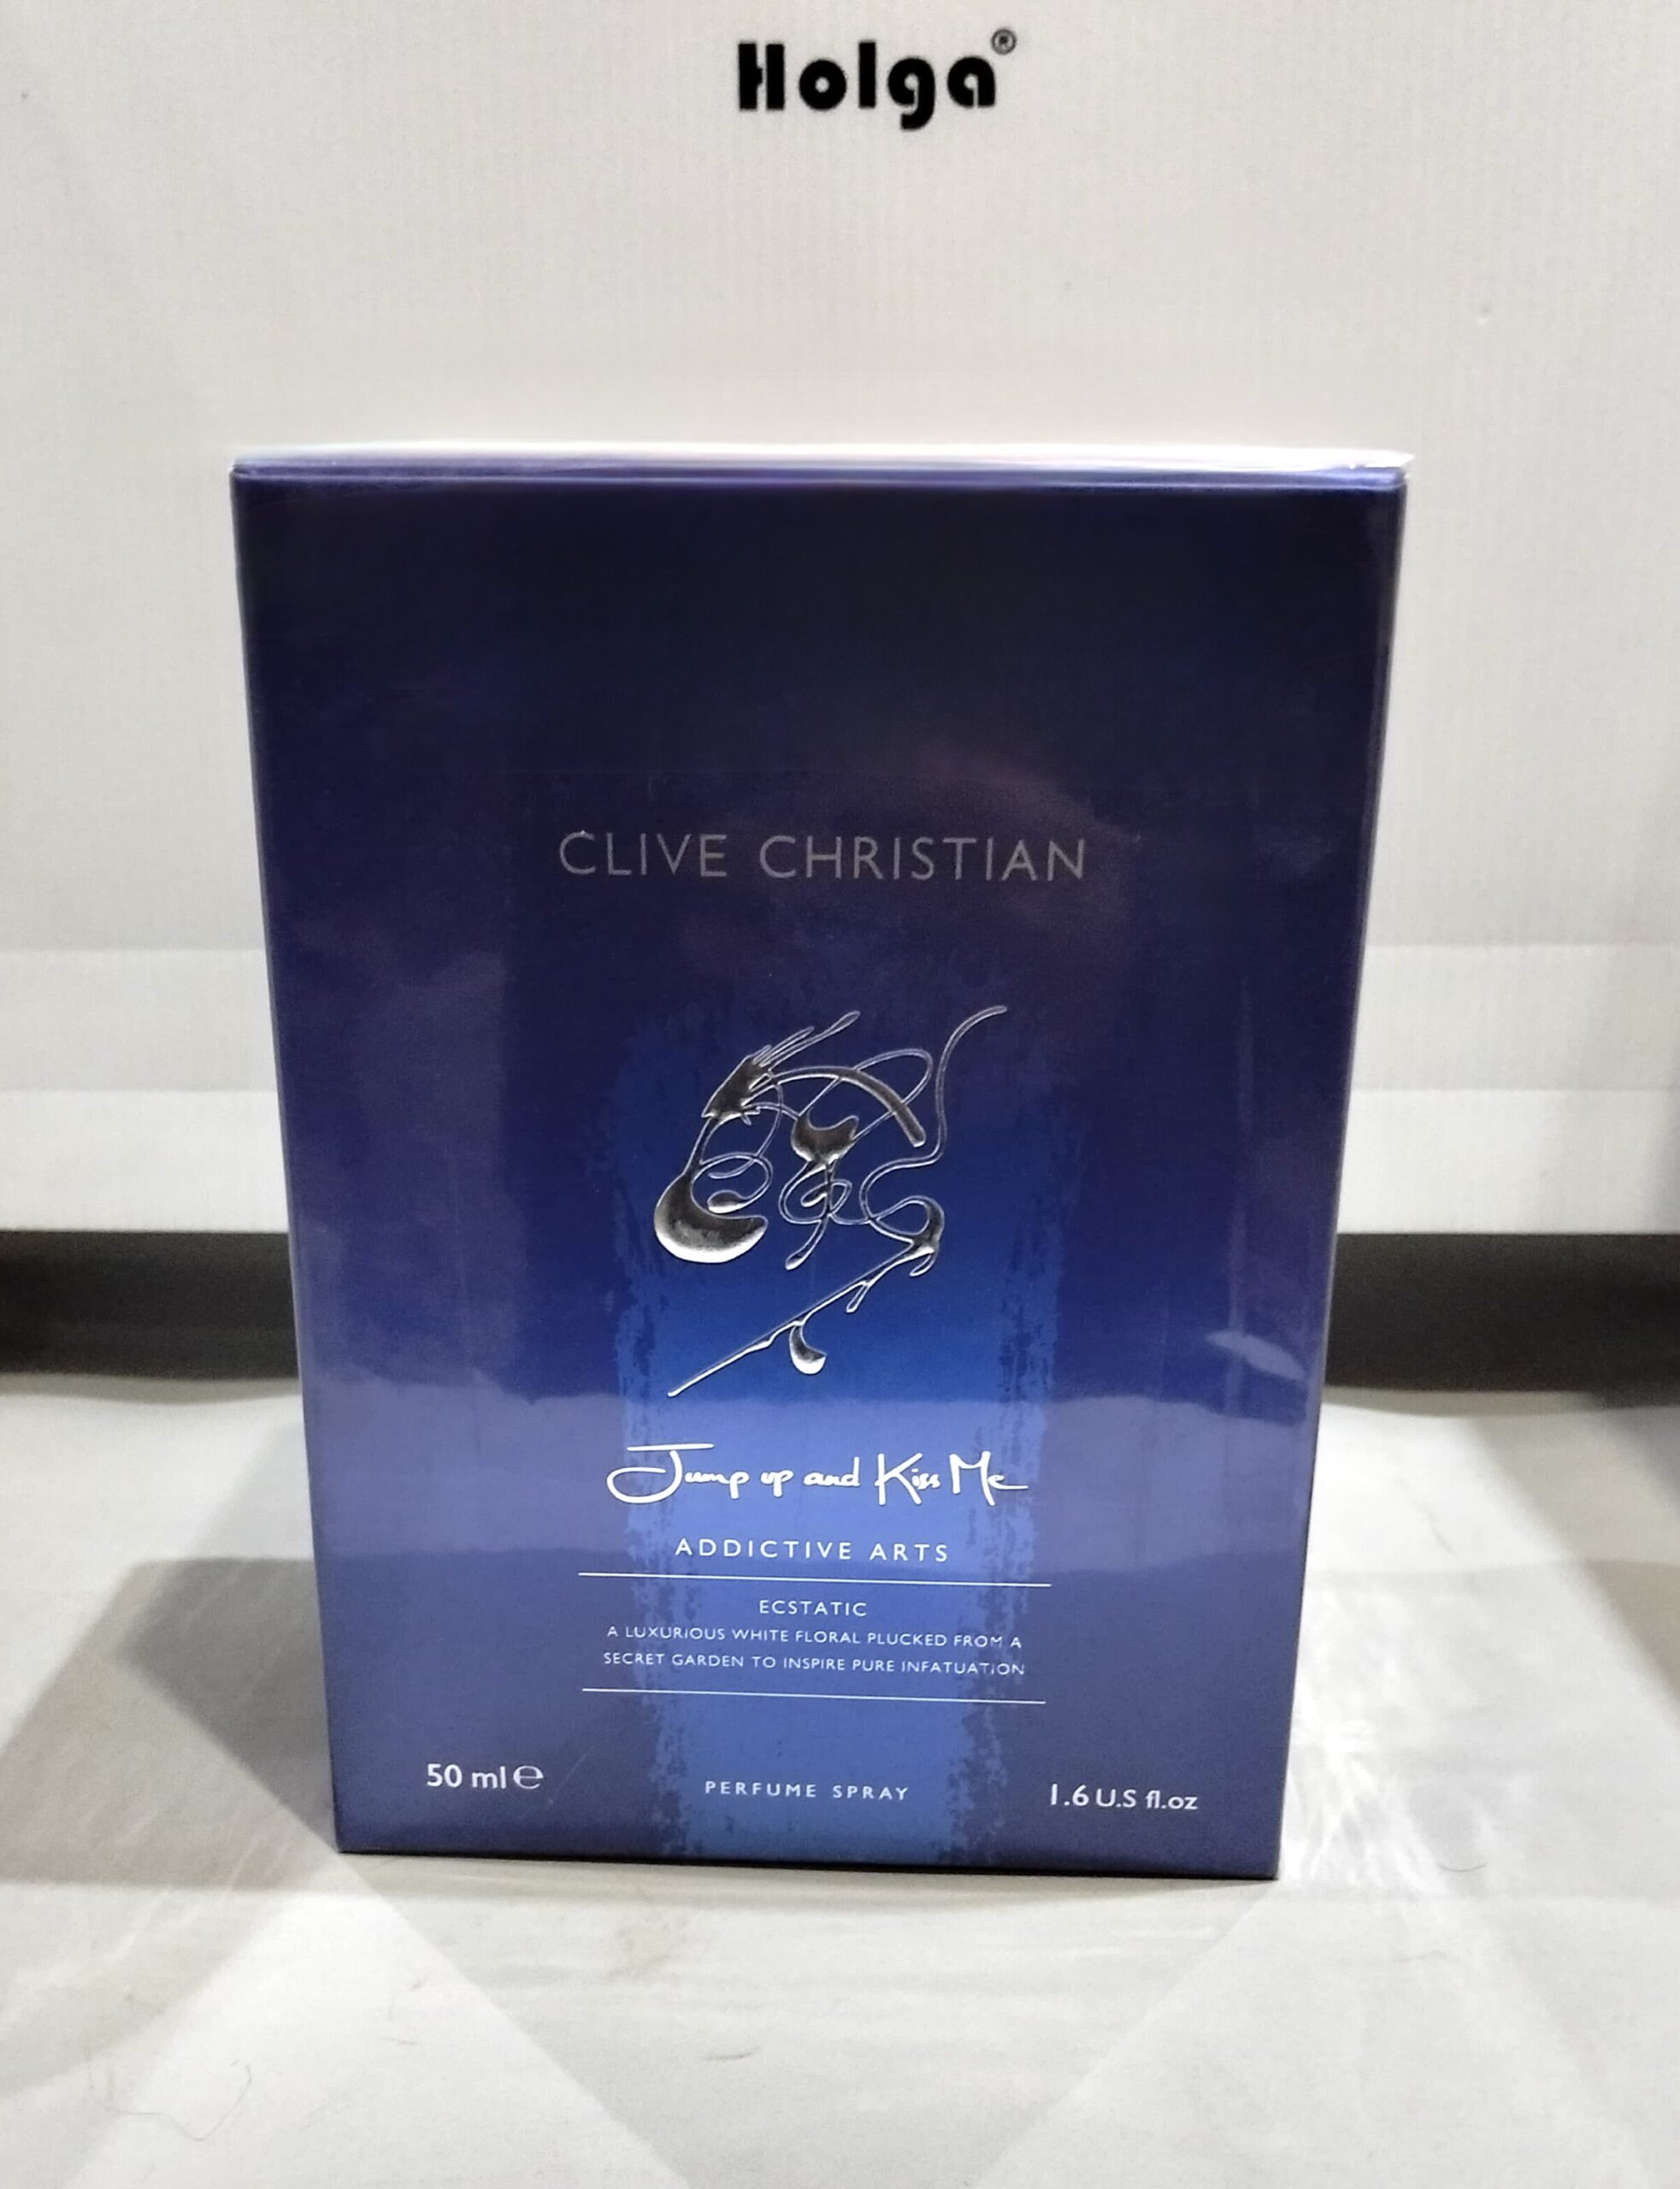 Holga®
CLIVE CHRISTIAN
Jump up and Kiss Me
ADDICTIVE ARTS
ECSTATIC
A LUXURIOUS WHITE FLORAL PLUCKED FROM A
SECRET GARDEN TO INSPIRE PURE INFATUATION
50 ml ℮ PERFUME SPRAY 1.6 U.S fl.oz